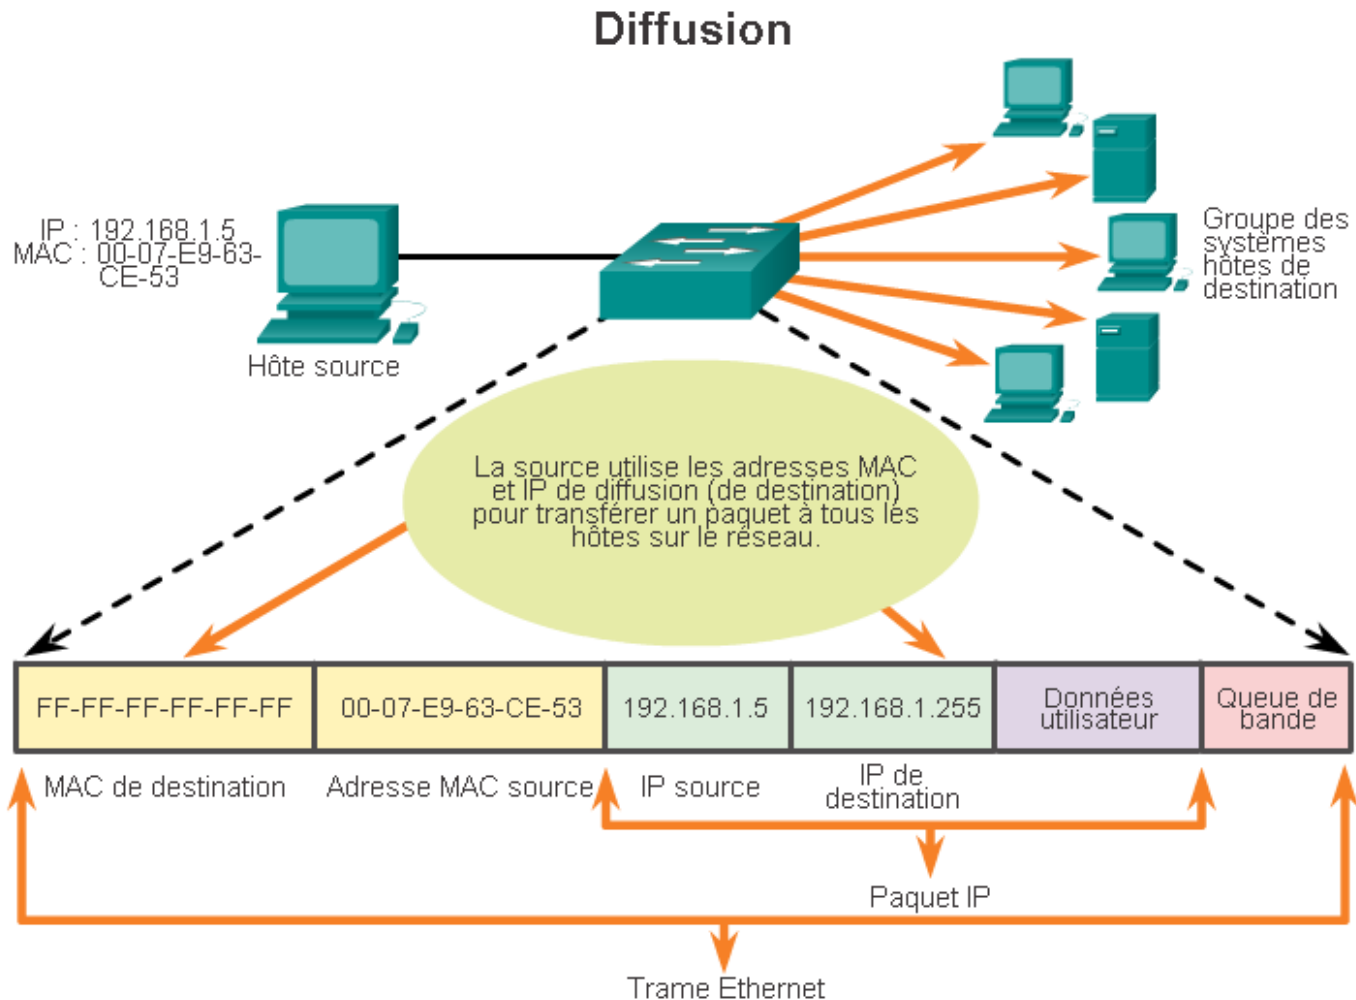 Diffusion
IP : 192.168.1.5
MAC : 00-07-E9-63-
CE-53
Hôte source
Groupe des
systèmes
hôtes de
destination
La source utilise les adresses MAC
et IP de diffusion (de destination)
pour transférer un paquet à tous les
hôtes sur le réseau.
FF-FF-FF-FF-FF-FF
00-07-E9-63-CE-53
192.168.1.5
192.168.1.255
Données
utilisateur
Queue de
bande
MAC de destination
Adresse MAC source
IP source
IP de
destination
Paquet IP
Trame Ethernet